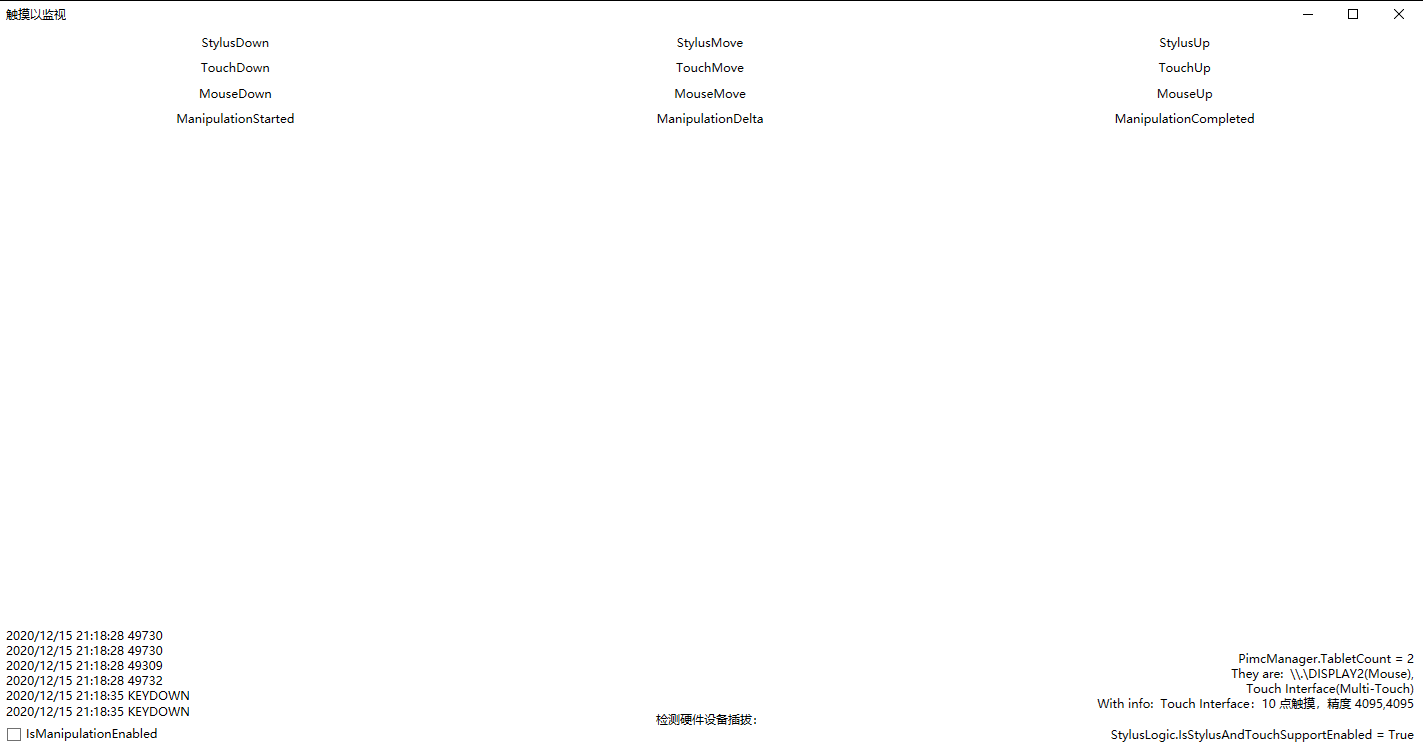 触摸以监视
StylusDown StylusMove StylusUp
TouchDown TouchMove TouchUp
MouseDown MouseMove MouseUp
ManipulationStarted ManipulationDelta ManipulationCompleted
2020/12/15 21:18:28 49730
2020/12/15 21:18:28 49730
2020/12/15 21:18:28 49309
2020/12/15 21:18:28 49732
2020/12/15 21:18:35 KEYDOWN
2020/12/15 21:18:35 KEYDOWN
IsManipulationEnabled
检测硬件设备插拔：
PimcManager.TabletCount = 2
They are: \\.\DISPLAY2(Mouse),
Touch Interface(Multi-Touch)
With info: Touch Interface：10 点触摸，精度 4095,4095
StylusLogic.IsStylusAndTouchSupportEnabled = True